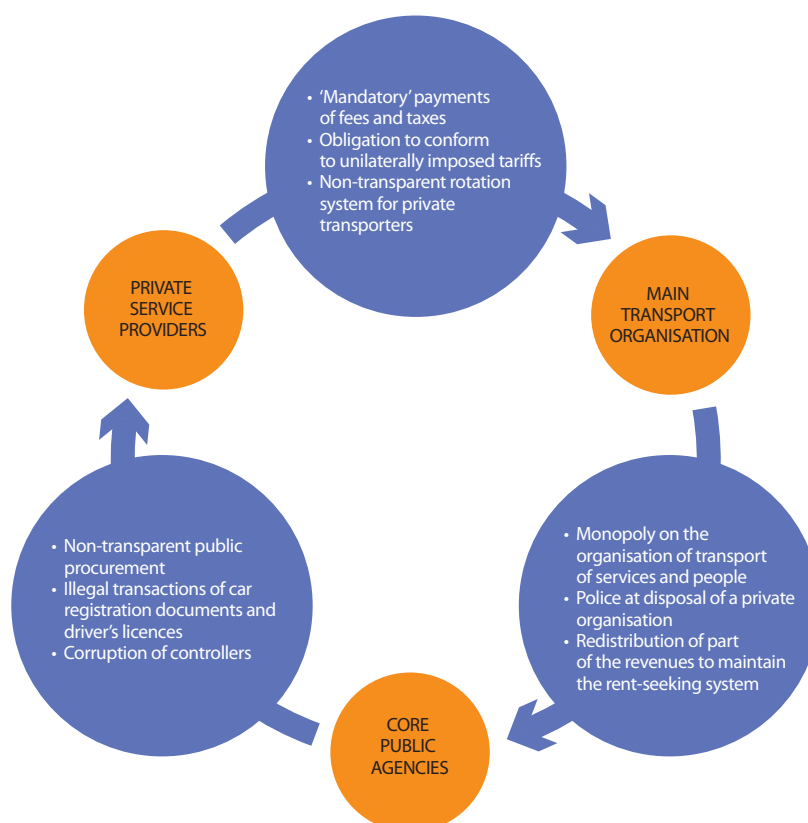 • ‘Mandatory’ payments
of fees and taxes
• Obligation to conform
to unilaterally imposed tariffs
• Non-transparent rotation
system for private
transporters
PRIVATE
SERVICE
PROVIDERS
MAIN
TRANSPORT
ORGANISATION
• Non-transparent public
procurement
• Illegal transactions of car
registration documents and
driver’s licences
• Corruption of controllers
• Monopoly on the
organisation of transport
of services and people
• Police at disposal of a private
organisation
• Redistribution of part
of the revenues to maintain
the rent-seeking system
CORE
PUBLIC
AGENCIES